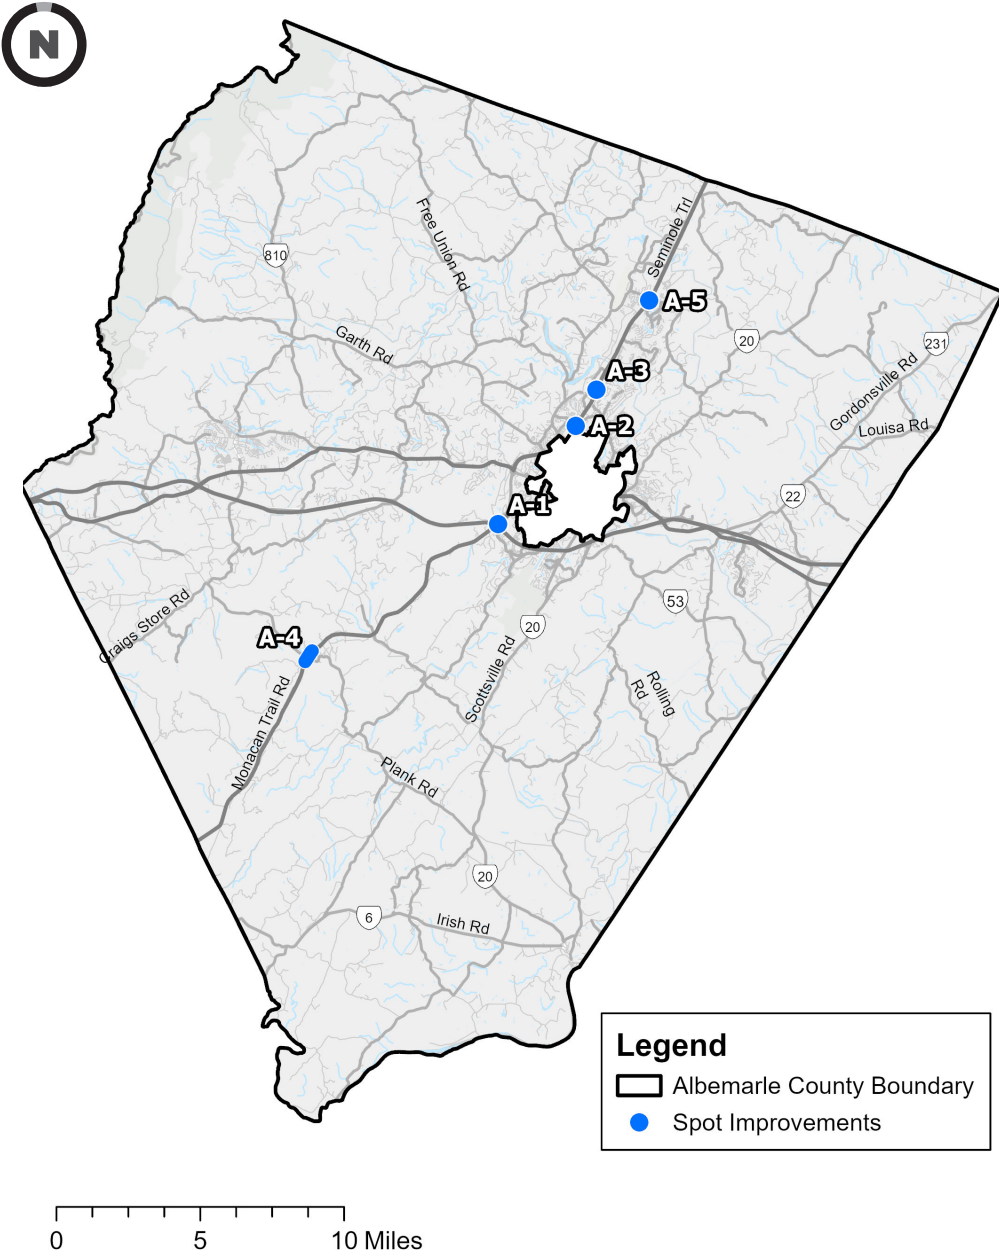 N
Free Union Rd
Seminole Trl
810
A-5
Garth Rd
20
231
A-3
Gordonsville Rd
A-2
Louisa Rd
22
A-1
Craigs Store Rd
53
20
A-4
Scottsville Rd
Rolling
Rd
Monacan Trail Rd
Plank Rd
20
6
Irish Rd
Legend
Albemarle County Boundary
Spot Improvements
0 5 10 Miles